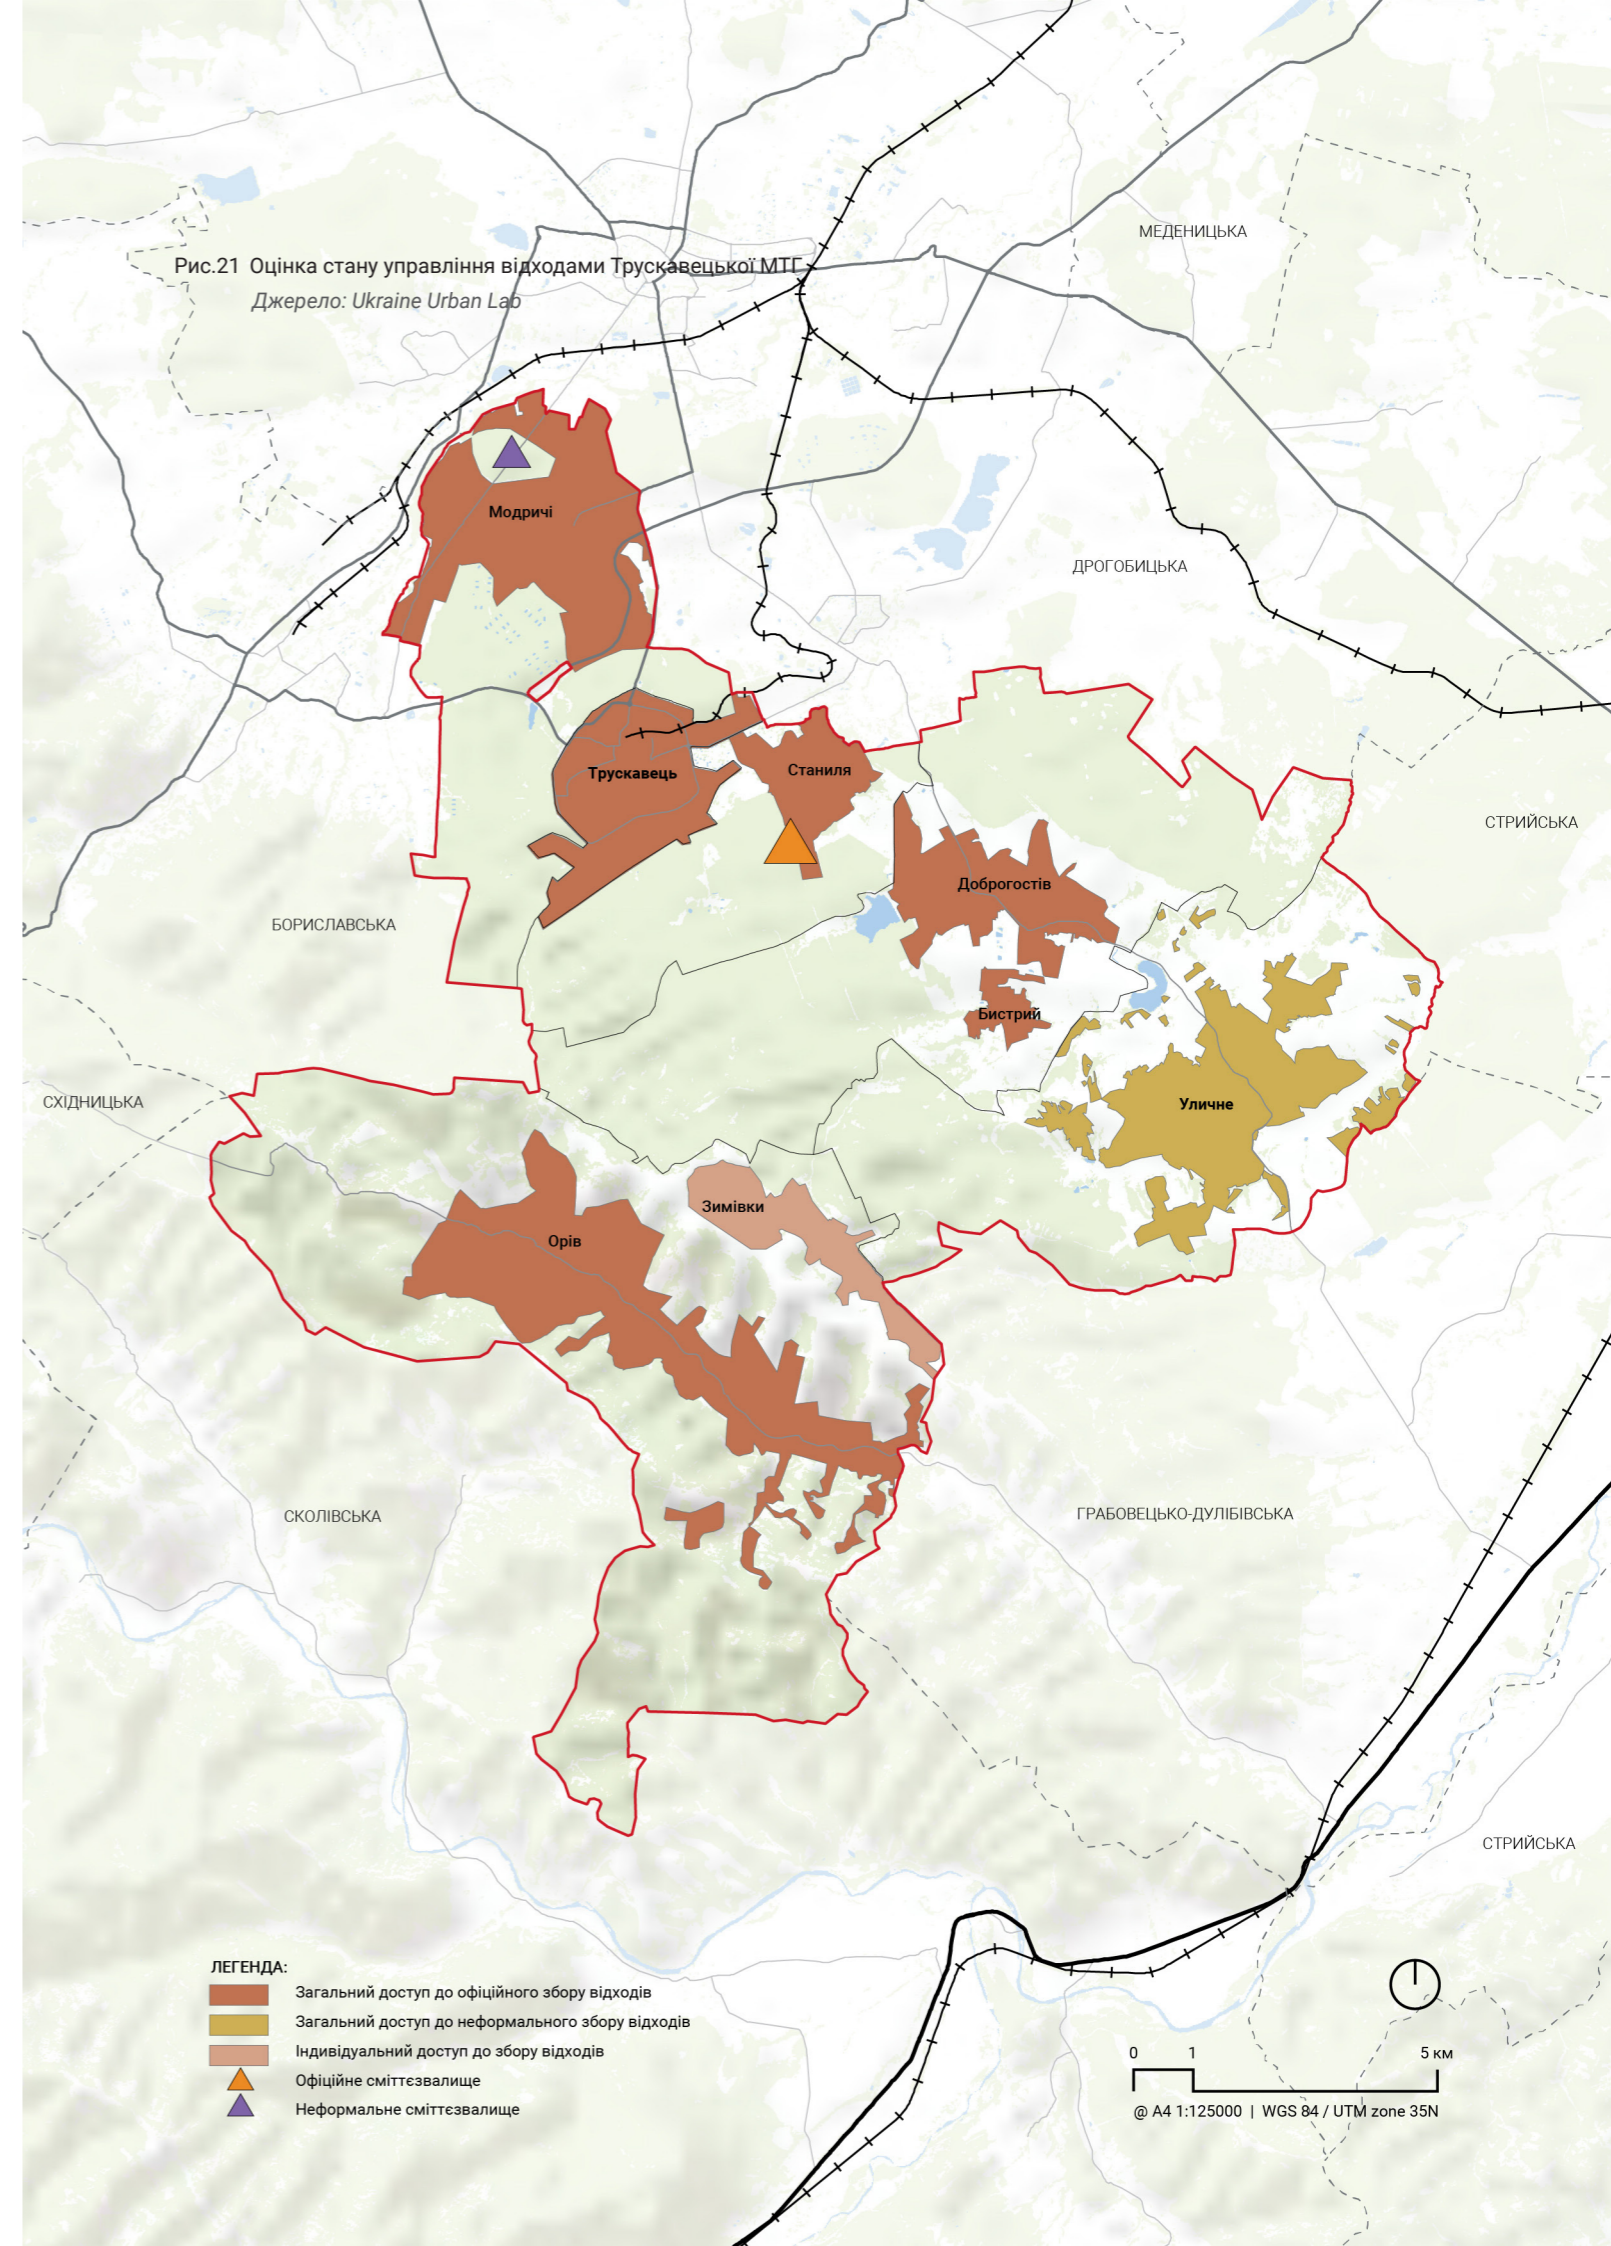 МЕДЕНИЦЬКА
Рис.21 Оцінка стану управління відходами Трускавецької МТГ
Джерело: Ukraine Urban Lab
Модричі
ДРОГОБИЦЬКА
Трускавець
Станиля
СТРИЙСЬКА
Доброгостів
БОРИСЛАВСЬКА
Бистрий
СХІДНИЦЬКА
Уличне
Зимівки
Орів
СКОЛІВСЬКА
ГРАБОВЕЦЬКО-ДУЛІБІВСЬКА
СТРИЙСЬКА
ЛЕГЕНДА:
Загальний доступ до офіційного збору відходів
Загальний доступ до неформального збору відходів
Індивідуальний доступ до збору відходів
Офіційне сміттєзвалище
Неформальне сміттєзвалище
0 1 5 км
@ A4 1:125000 | WGS 84 / UTM zone 35N